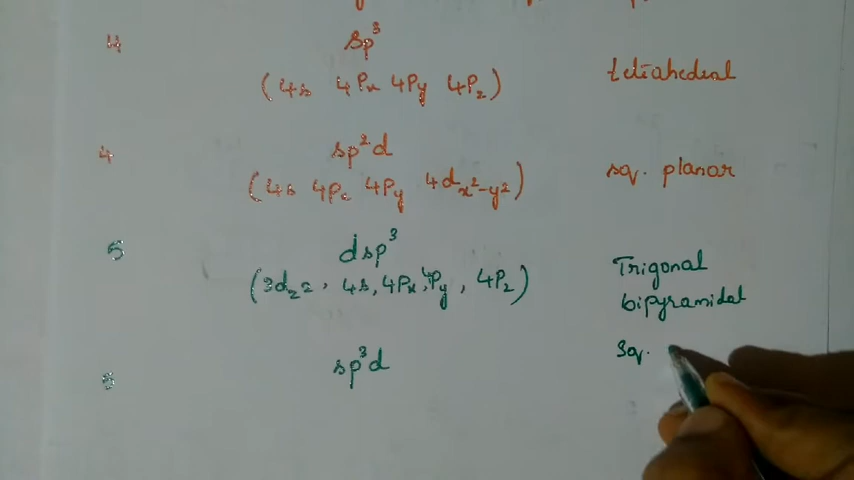 4 sp³ tetrahedral
(4s 4Px 4Py 4Pz)
4 sp²d sq. planar
(4s 4Px 4Py 4dx²-y²)
5 dsp³ Trigonal
(3dz², 4s, 4Px, 4Py, 4Pz) bipyramidal
5 sp³d Sq.